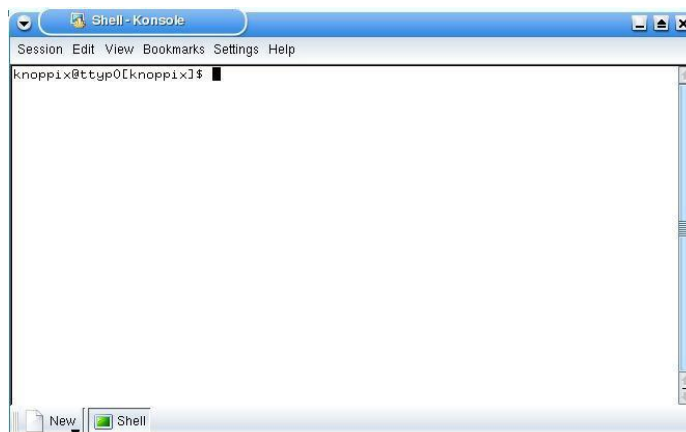 Shell - Konsole
Session Edit View Bookmarks Settings Help
knoppix@ttyp0[knoppix]$
New Shell